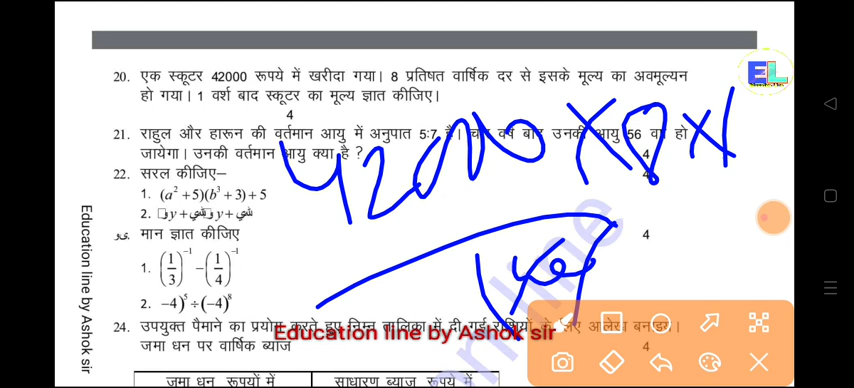 20. एक स्कूटर 42000 रूपये में खरीदा गया। 8 प्रतिषत वार्षिक दर से इसके मूल्य का अवमूल्यन
हो गया। 1 वर्श बाद स्कूटर का मूल्य ज्ञात कीजिए।
4
21. राहुल और हारून की वर्तमान आयु में अनुपात 5:7 है। वर्ष बाद उनकी आयु 56 हो
जायेगा। उनकी वर्तमान आयु क्या है ? 4
22. सरल कीजिए– 4
1. (a² +5)(b³ +3)+5
2. y+ y+
मान ज्ञात कीजिए 4
1. (1/3)⁻¹ −(1/4)⁻¹
2. −4)⁵ ÷(−4)⁸
24. उपयुक्त पैमाने का प्रयोग करते हुए निम्न तालिका में दी गई राशियों के लिए आलेख बनाइए।
जमा धन पर वार्षिक ब्याज 4
जमा धन रूपयों में साधारण ब्याज रूपये में
42000 X 8 X 1
100
Education line by Ashok sir
Education line by Ashok sir
online
EL